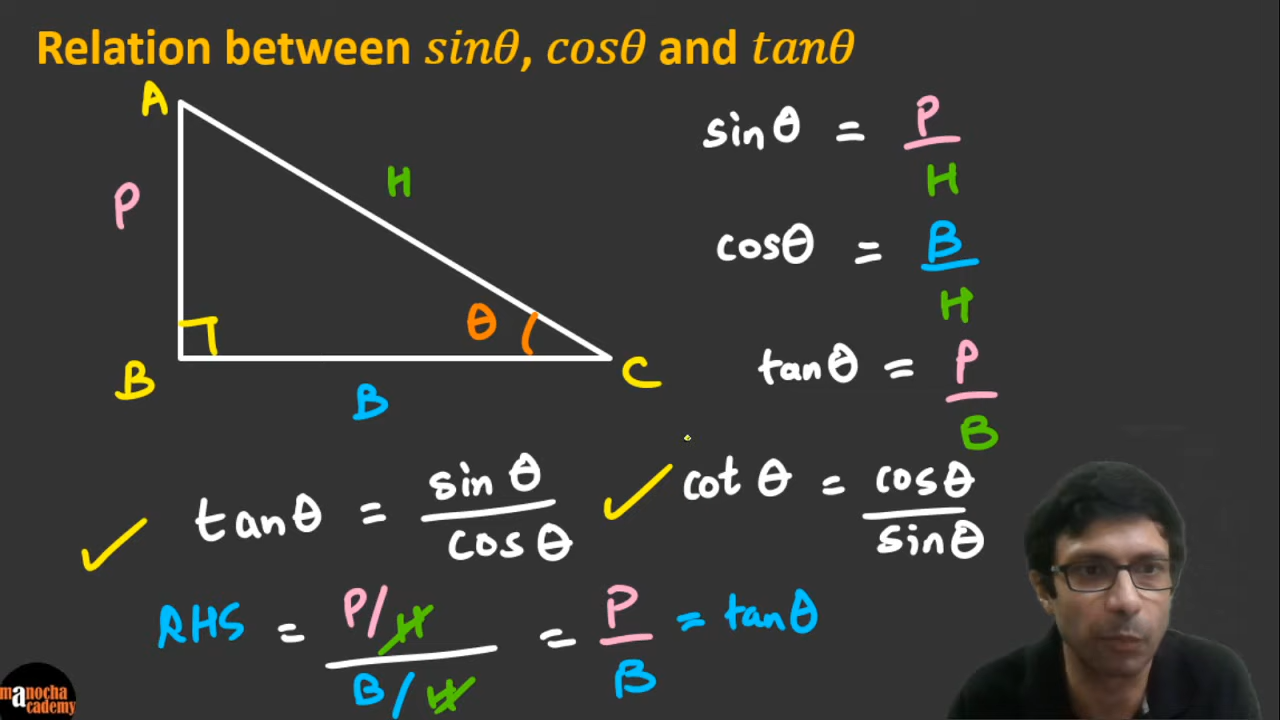 Relation between sinθ, cosθ and tanθ
A
P
H
θ
B
B
C
sinθ = P/H
cosθ = B/H
tanθ = P/B
tanθ = sinθ/cosθ
cotθ = cosθ/sinθ
RHS = P/H / B/H = P/B = tanθ
manocha
academy